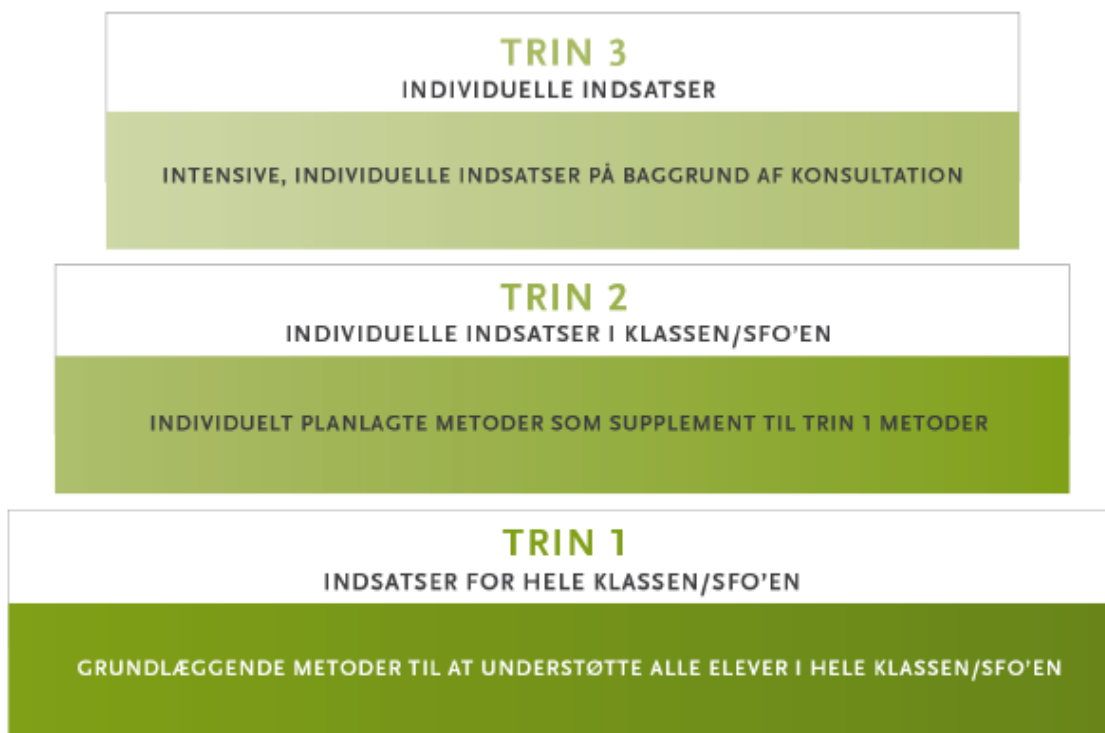 TRIN 3
INDIVIDUELLE INDSATSER
INTENSIVE, INDIVIDUELLE INDSATSER PÅ BAGGRUND AF KONSULTATION
TRIN 2
INDIVIDUELLE INDSATSER I KLASSEN/SFO'EN
INDIVIDUELT PLANLAGTE METODER SOM SUPPLEMENT TIL TRIN 1 METODER
TRIN 1
INDSATSER FOR HELE KLASSEN/SFO'EN
GRUNDLÆGGENDE METODER TIL AT UNDERSTØTTE ALLE ELEVER I HELE KLASSEN/SFO'EN